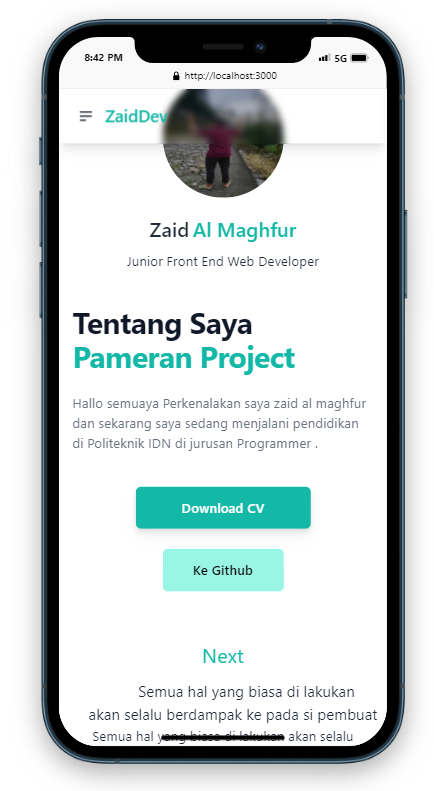 8:42 PM
5G
http://localhost:3000
ZaidDev
Zaid Al Maghfur
Junior Front End Web Developer
Tentang Saya
Pameran Project
Hallo semuaya Perkenalakan saya zaid al maghfur
dan sekarang saya sedang menjalani pendidikan
di Politeknik IDN di jurusan Programmer .
Download CV
Ke Github
Next
Semua hal yang biasa di lakukan
akan selalu berdampak ke pada si pembuat
Semua hal yang biasa di lakukan akan selalu